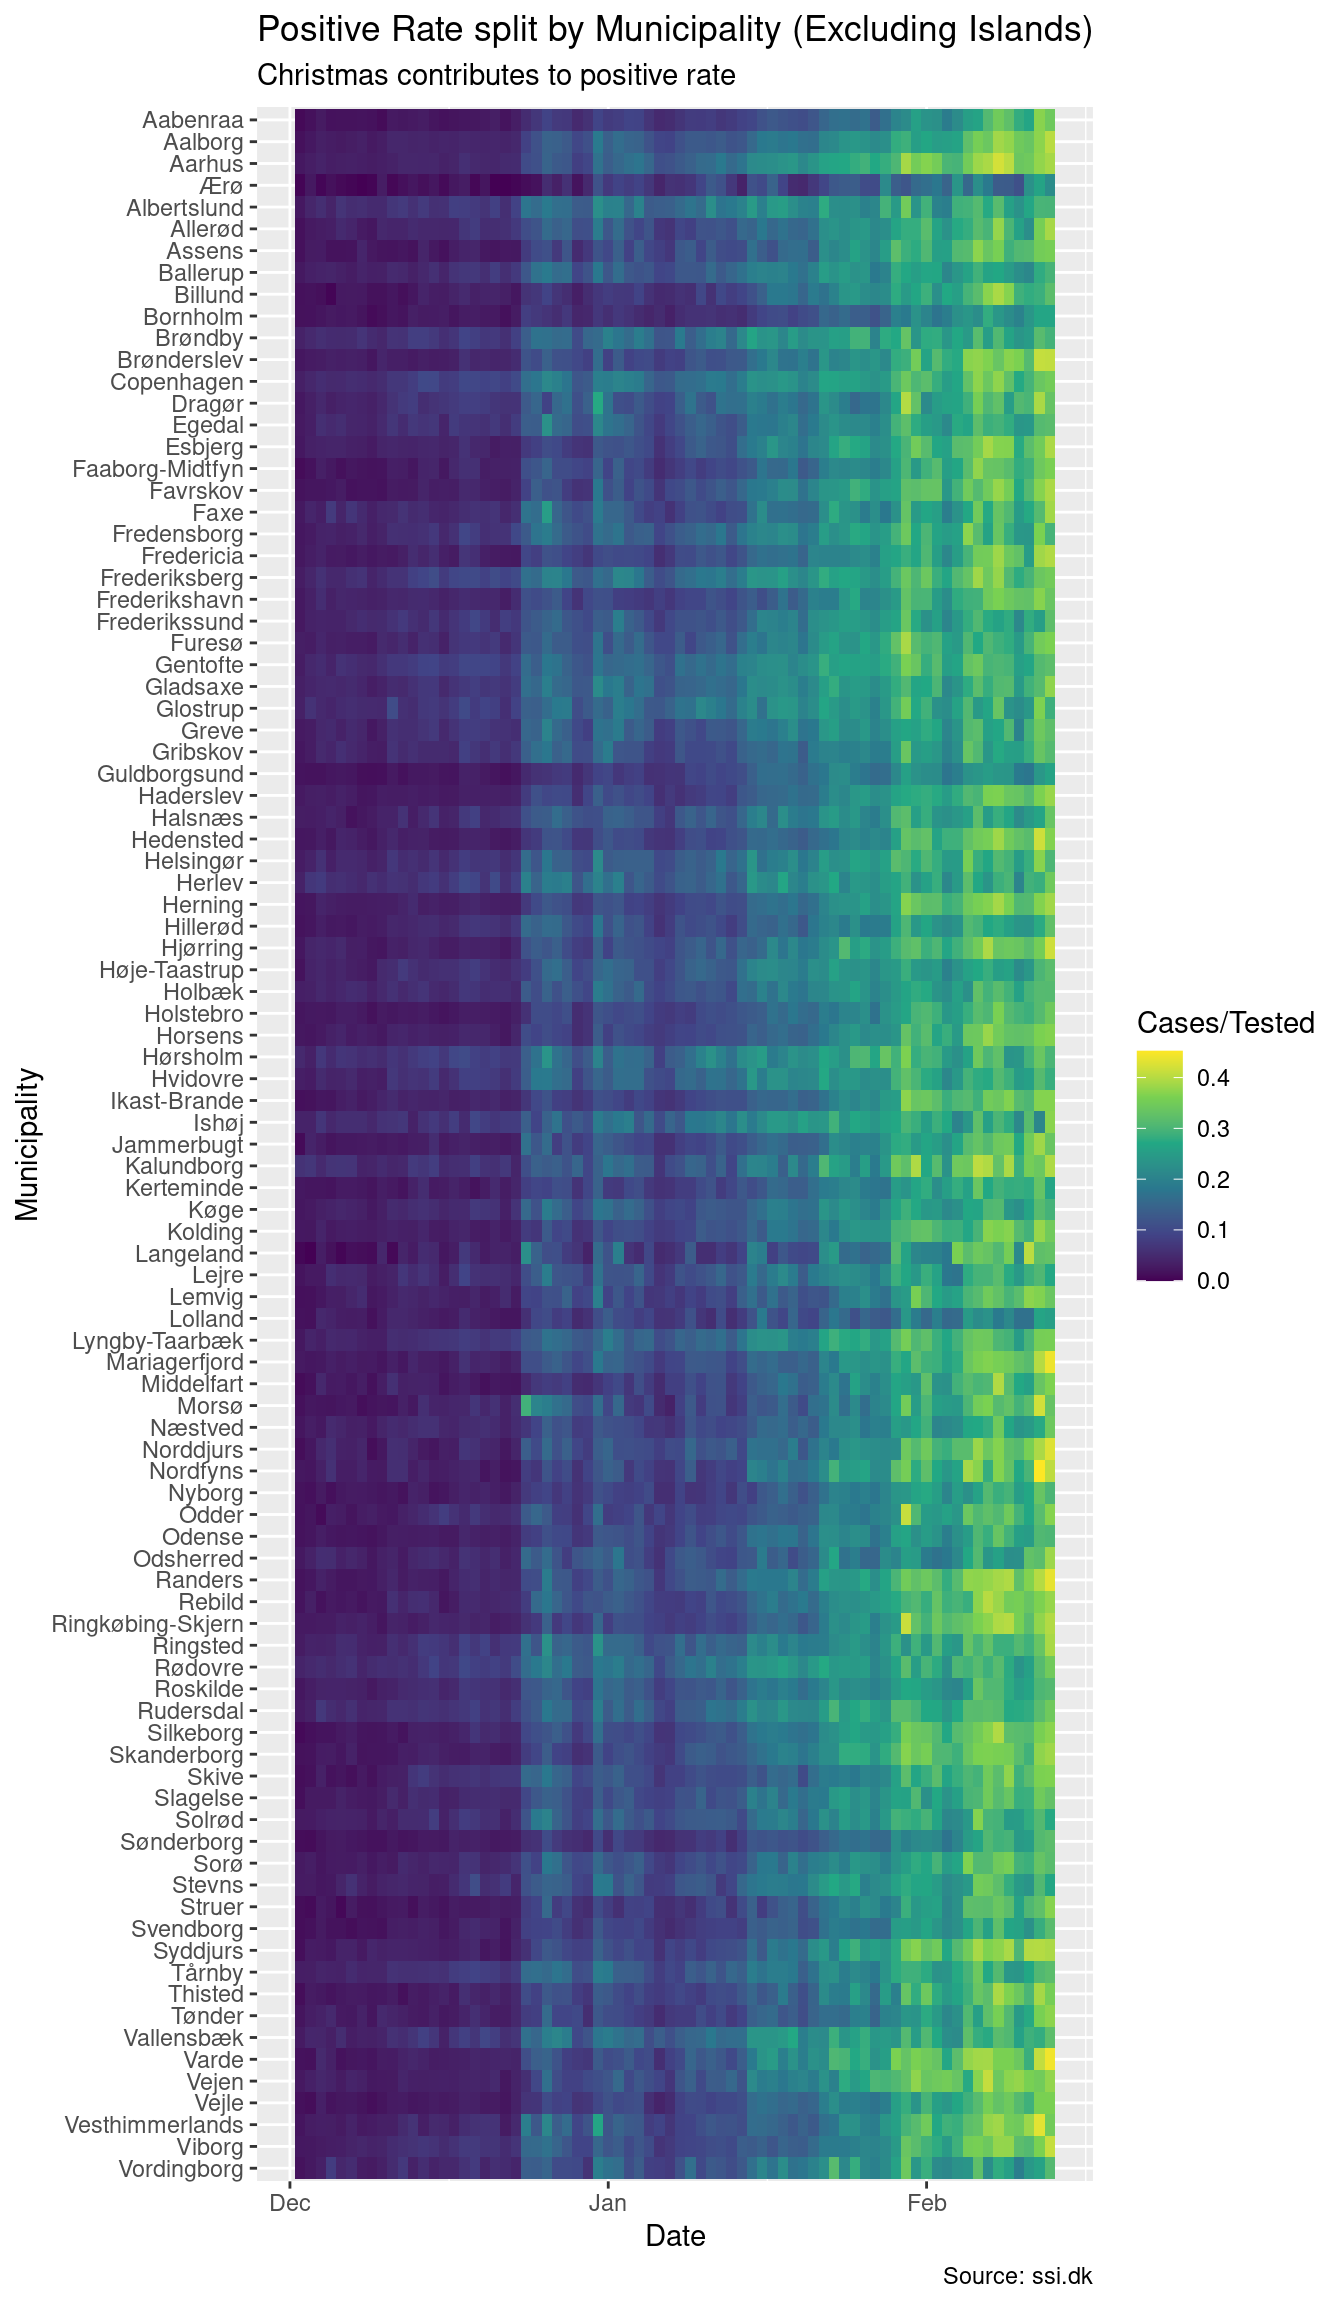 Positive Rate split by Municipality (Excluding Islands)
Christmas contributes to positive rate
Municipality
Aabenraa
Aalborg
Aarhus
Ærø
Albertslund
Allerød
Assens
Ballerup
Billund
Bornholm
Brøndby
Brønderslev
Copenhagen
Dragør
Egedal
Esbjerg
Faaborg-Midtfyn
Favrskov
Faxe
Fredensborg
Fredericia
Frederiksberg
Frederikshavn
Frederikssund
Furesø
Gentofte
Gladsaxe
Glostrup
Greve
Gribskov
Guldborgsund
Haderslev
Halsnæs
Hedensted
Helsingør
Herlev
Herning
Hillerød
Hjørring
Høje-Taastrup
Holbæk
Holstebro
Horsens
Hørsholm
Hvidovre
Ikast-Brande
Ishøj
Jammerbugt
Kalundborg
Kerteminde
Køge
Kolding
Langeland
Lejre
Lemvig
Lolland
Lyngby-Taarbæk
Mariagerfjord
Middelfart
Morsø
Næstved
Norddjurs
Nordfyns
Nyborg
Odder
Odense
Odsherred
Randers
Rebild
Ringkøbing-Skjern
Ringsted
Rødovre
Roskilde
Rudersdal
Silkeborg
Skanderborg
Skive
Slagelse
Solrød
Sønderborg
Sorø
Stevns
Struer
Svendborg
Syddjurs
Tårnby
Thisted
Tønder
Vallensbæk
Varde
Vejen
Vejle
Vesthimmerlands
Viborg
Vordingborg
Dec Jan Feb
Date
Cases/Tested
0.4
0.3
0.2
0.1
0.0
Source: ssi.dk